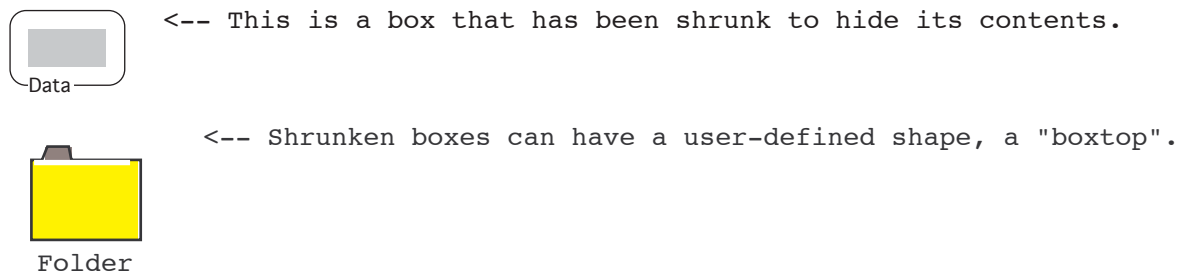 <-- This is a box that has been shrunk to hide its contents.
Data
<-- Shrunken boxes can have a user-defined shape, a "boxtop".
Folder